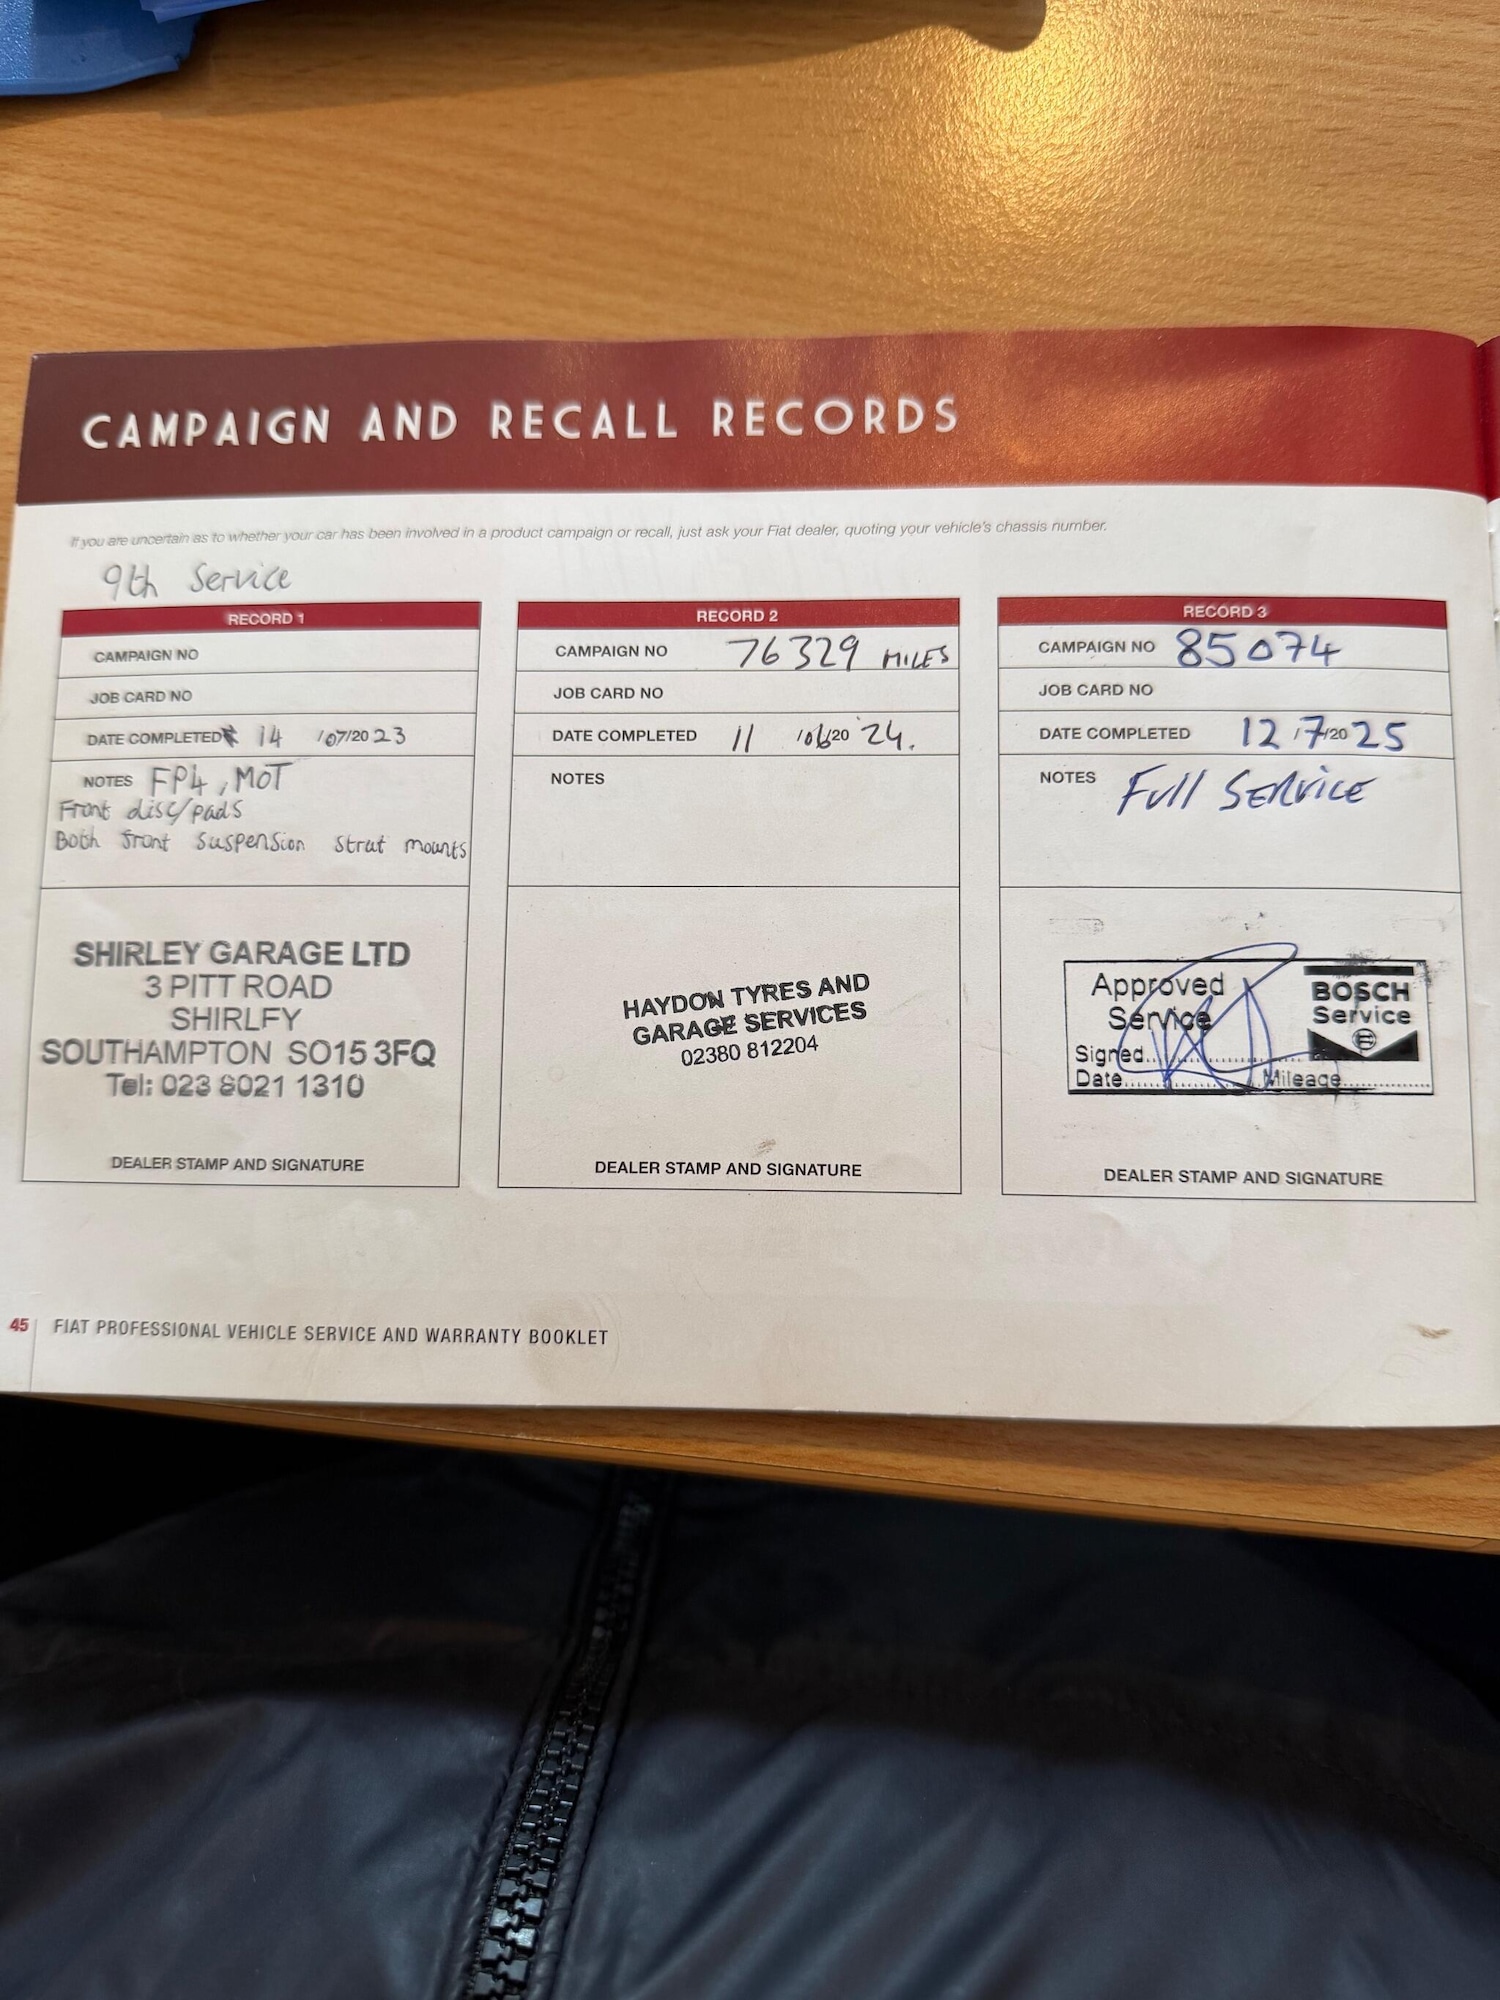 CAMPAIGN AND RECALL RECORDS
If you are uncertain as to whether your car has been involved in a product campaign or recall, just ask your Fiat dealer, quoting your vehicle's chassis number.
9th Service
RECORD 1
CAMPAIGN NO
JOB CARD NO
DATE COMPLETED 14 /07/20 23
NOTES FP4, MOT
Front disc/pads
Both front suspension strut mounts
SHIRLEY GARAGE LTD
3 PITT ROAD
SHIRLEY
SOUTHAMPTON SO15 3FQ
Tel: 023 8021 1310
DEALER STAMP AND SIGNATURE
RECORD 2
CAMPAIGN NO 76329 MILES
JOB CARD NO
DATE COMPLETED 11 /06/20 24.
NOTES
HAYDON TYRES AND
GARAGE SERVICES
02380 812204
DEALER STAMP AND SIGNATURE
RECORD 3
CAMPAIGN NO 85074
JOB CARD NO
DATE COMPLETED 12/7/20 25
NOTES Full Service
Approved
Service
BOSCH
Service
Signed
Date Mileage
DEALER STAMP AND SIGNATURE
45 FIAT PROFESSIONAL VEHICLE SERVICE AND WARRANTY BOOKLET